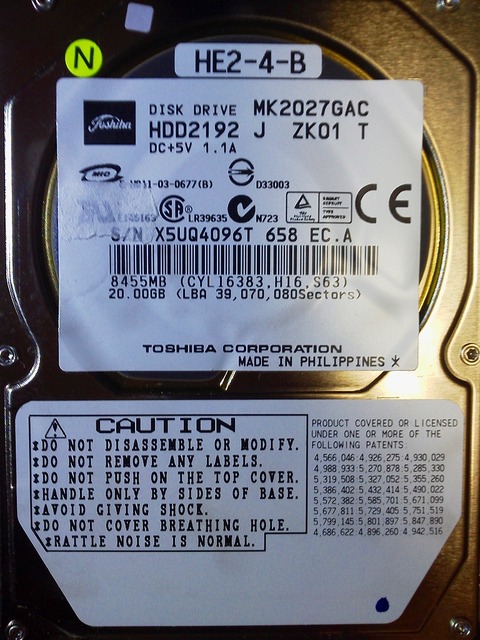 N
HE2-4-B
Toshiba
DISK DRIVE MK2027GAC
HDD2192 J ZK01 T
DC+5V 1.1A
MIC
11-03-0677(B)
D33003
LR39635
N723
CE
S/N X5UQ4096T 658 EC.A
8455MB (CYL16383,H16,S63)
20.00GB (LBA 39,070,080Sectors)
TOSHIBA CORPORATION
MADE IN PHILIPPINES *
CAUTION
*DO NOT DISASSEMBLE OR MODIFY.
*DO NOT REMOVE ANY LABELS.
*DO NOT PUSH ON THE TOP COVER.
*HANDLE ONLY BY SIDES OF BASE.
*AVOID GIVING SHOCK.
*DO NOT COVER BREATHING HOLE.
*RATTLE NOISE IS NORMAL.
PRODUCT COVERED OR LICENSED
UNDER ONE OR MORE OF THE
FOLLOWING PATENTS:
4,566,046 4,926,275 4,930,029
4,988,933 5,270,878 5,285,330
5,319,508 5,327,052 5,355,260
5,386,402 5,432,414 5,490,022
5,572,382 5,585,701 5,671,099
5,677,811 5,729,405 5,751,519
5,799,145 5,801,897 5,847,890
4,686,622 4,896,260 4,942,516